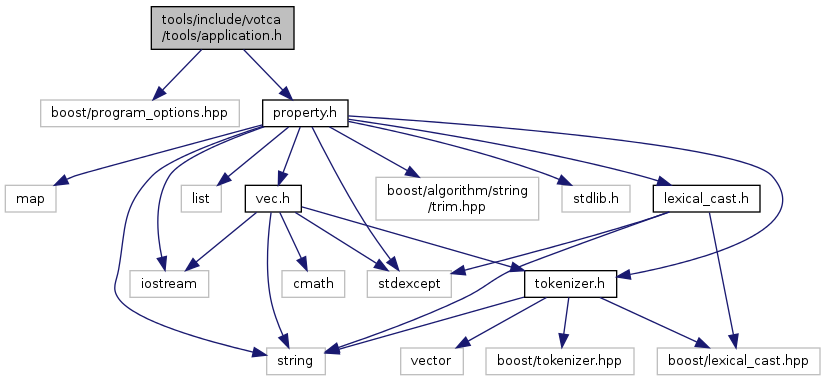 tools/include/votca
/tools/application.h
boost/program_options.hpp
property.h
map
list
vec.h
boost/algorithm/string
/trim.hpp
stdlib.h
lexical_cast.h
iostream
cmath
stdexcept
tokenizer.h
string
vector
boost/tokenizer.hpp
boost/lexical_cast.hpp